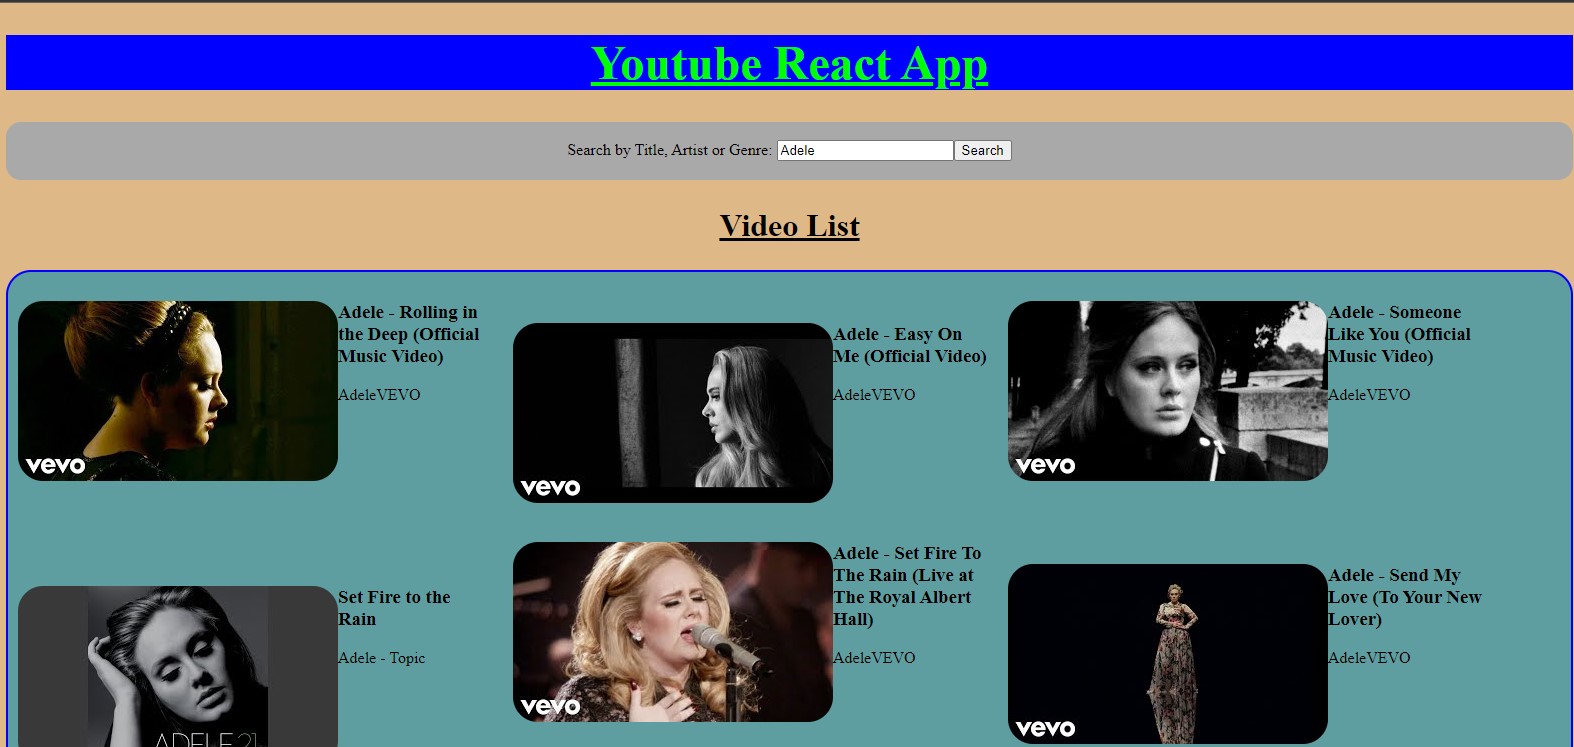 Youtube React App
Search by Title, Artist or Genre: Adele Search
Video List
Adele - Rolling in
the Deep (Official
Music Video)
AdeleVEVO
vevo
Adele - Easy On
Me (Official Video)
AdeleVEVO
vevo
Adele - Someone
Like You (Official
Music Video)
AdeleVEVO
vevo
Set Fire to the
Rain
Adele - Topic
ADELE 21
Adele - Set Fire To
The Rain (Live at
The Royal Albert
Hall)
AdeleVEVO
vevo
Adele - Send My
Love (To Your New
Lover)
AdeleVEVO
vevo